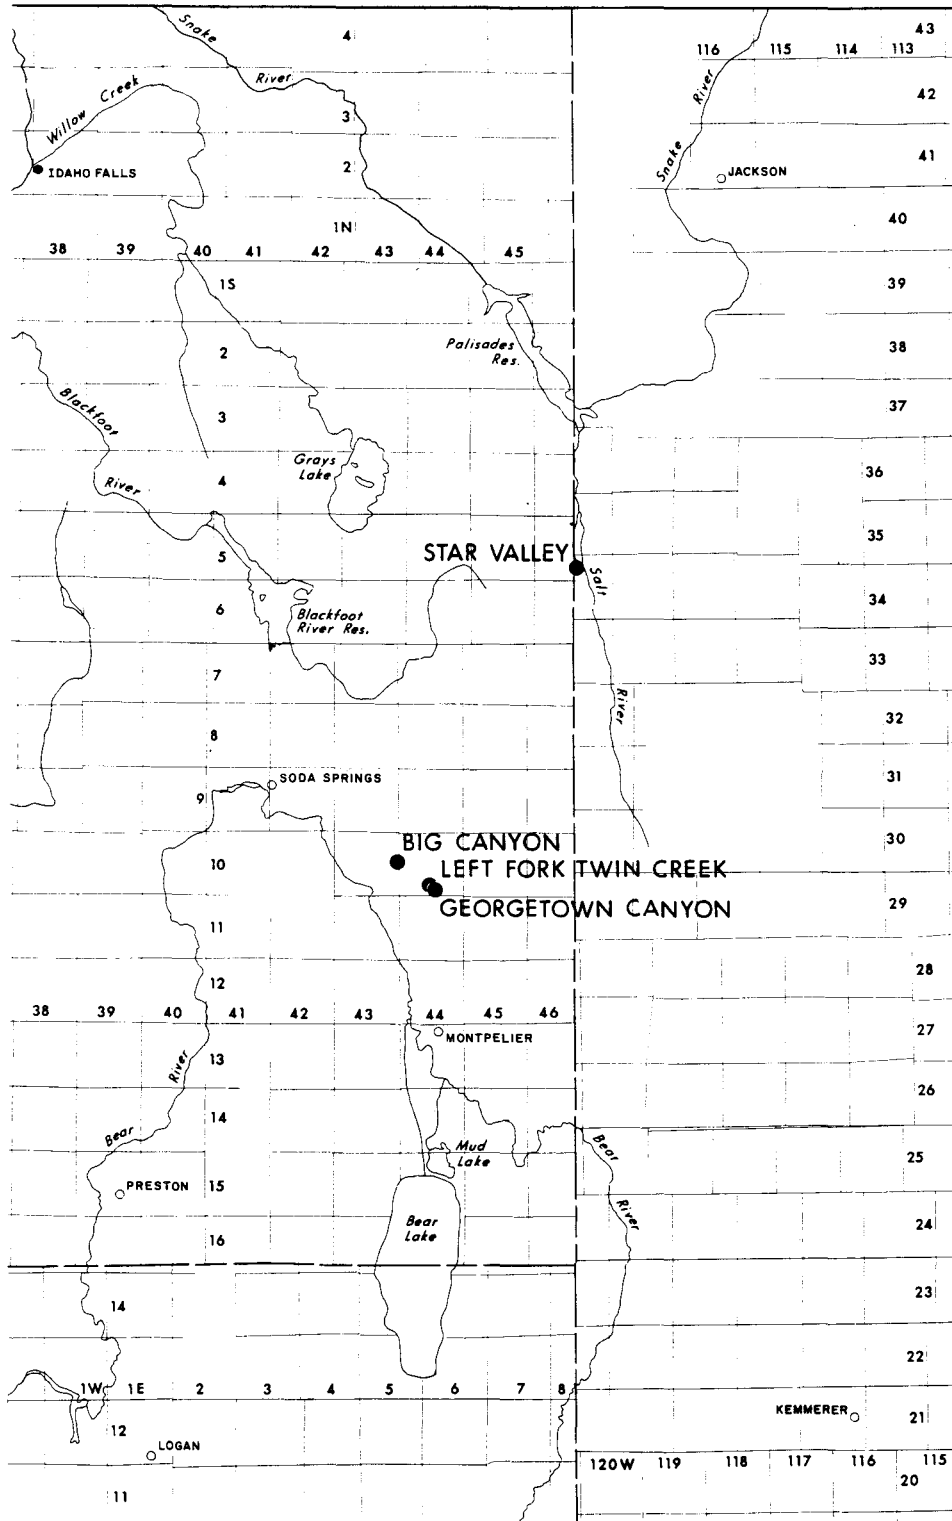 43
4
Snake
116 115 114 113
River
Creek
River
42
3
Willow
41
2
Snake
IDAHO FALLS
JACKSON
1N
40
38 39 40 41 42 43 44 45
1S
39
Palisades
Res.
2
38
Blackfoot
3
37
Grays
Lake
36
4
River
35
STAR VALLEY
5
Salt
34
6
Blackfoot
River Res.
33
7
River
32
8
31
SODA SPRINGS
9
30
BIG CANYON
10
LEFT FORK TWIN CREEK
29
GEORGETOWN CANYON
11
28
12
38 39 40 41 42 43 44 45 46
27
MONTPELIER
13
River
26
14
Bear
Mud
Lake
Bear
25
PRESTON
15
River
24
Bear
Lake
16
23
14
22
1W 1E 2 3 4 5 6 7 8
KEMMERER
21
12
LOGAN
120W 119 118 117 116 115
20
11